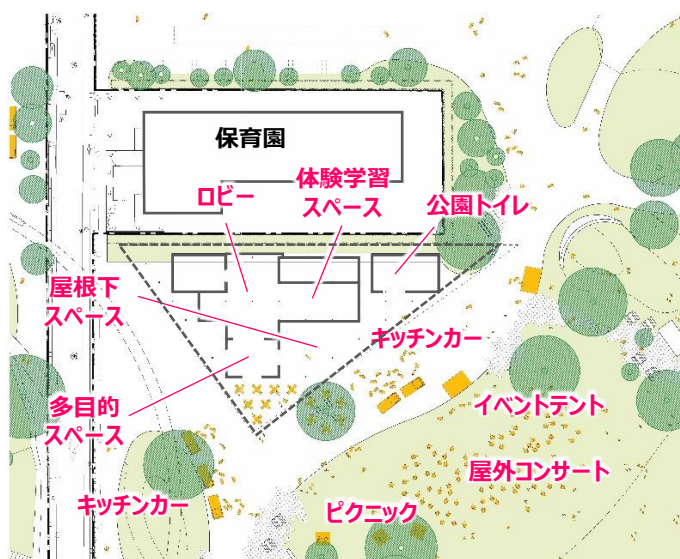 保育園
ロビー
体験学習
スペース
公園トイレ
屋根下
スペース
キッチンカー
多目的
スペース
イベントテント
屋外コンサート
キッチンカー
ピクニック